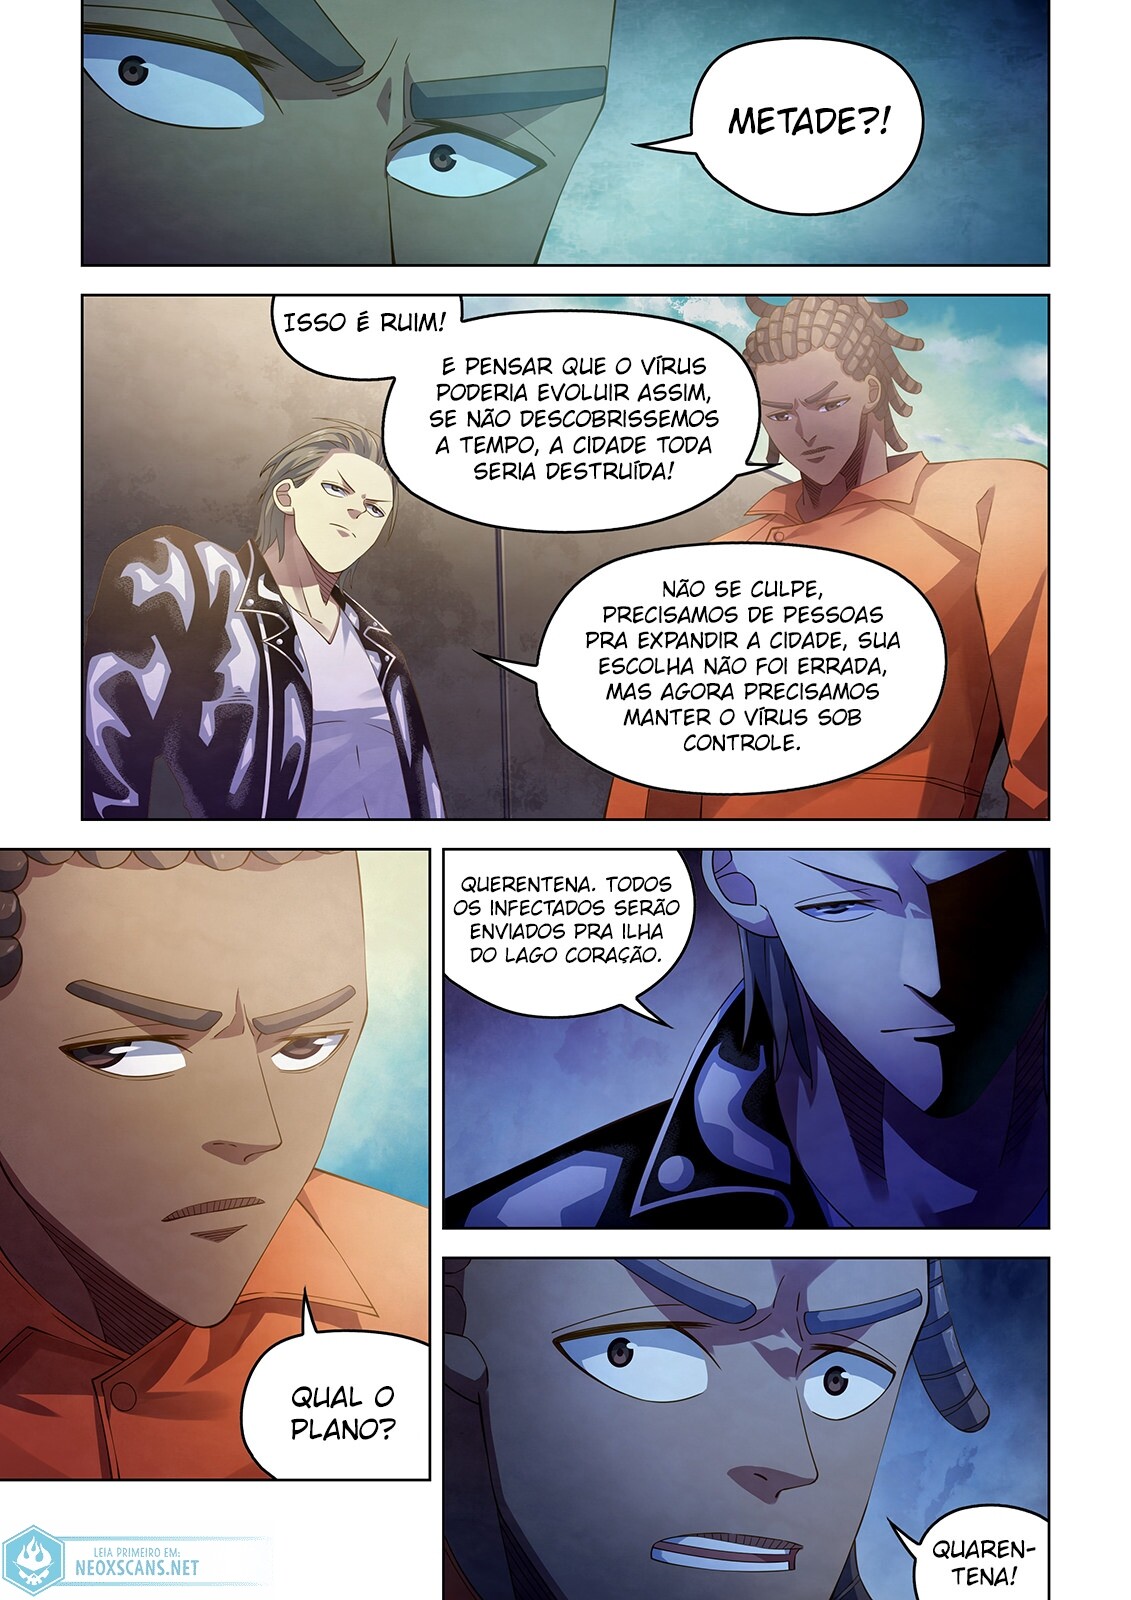 METADE?!
ISSO É RUIM!
E PENSAR QUE O VÍRUS
PODERIA EVOLUIR ASSIM,
SE NÃO DESCOBRISSEMOS
A TEMPO, A CIDADE TODA
SERIA DESTRUÍDA!
NÃO SE CULPE,
PRECISAMOS DE PESSOAS
PRA EXPANDIR A CIDADE, SUA
ESCOLHA NÃO FOI ERRADA,
MAS AGORA PRECISAMOS
MANTER O VÍRUS SOB
CONTROLE.
QUAL O
PLANO?
QUERENTENA. TODOS
OS INFECTADOS SERÃO
ENVIADOS PRA ILHA
DO LAGO CORAÇÃO.
QUAREN-
TENA!
LEIA PRIMEIRO EM:
NEOXSCANS.NET